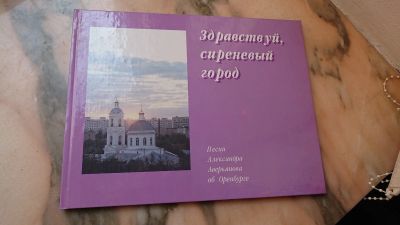 Здравствуй,
сиреневый
город
Песни
Александра
Аверьянова
об Оренбурге